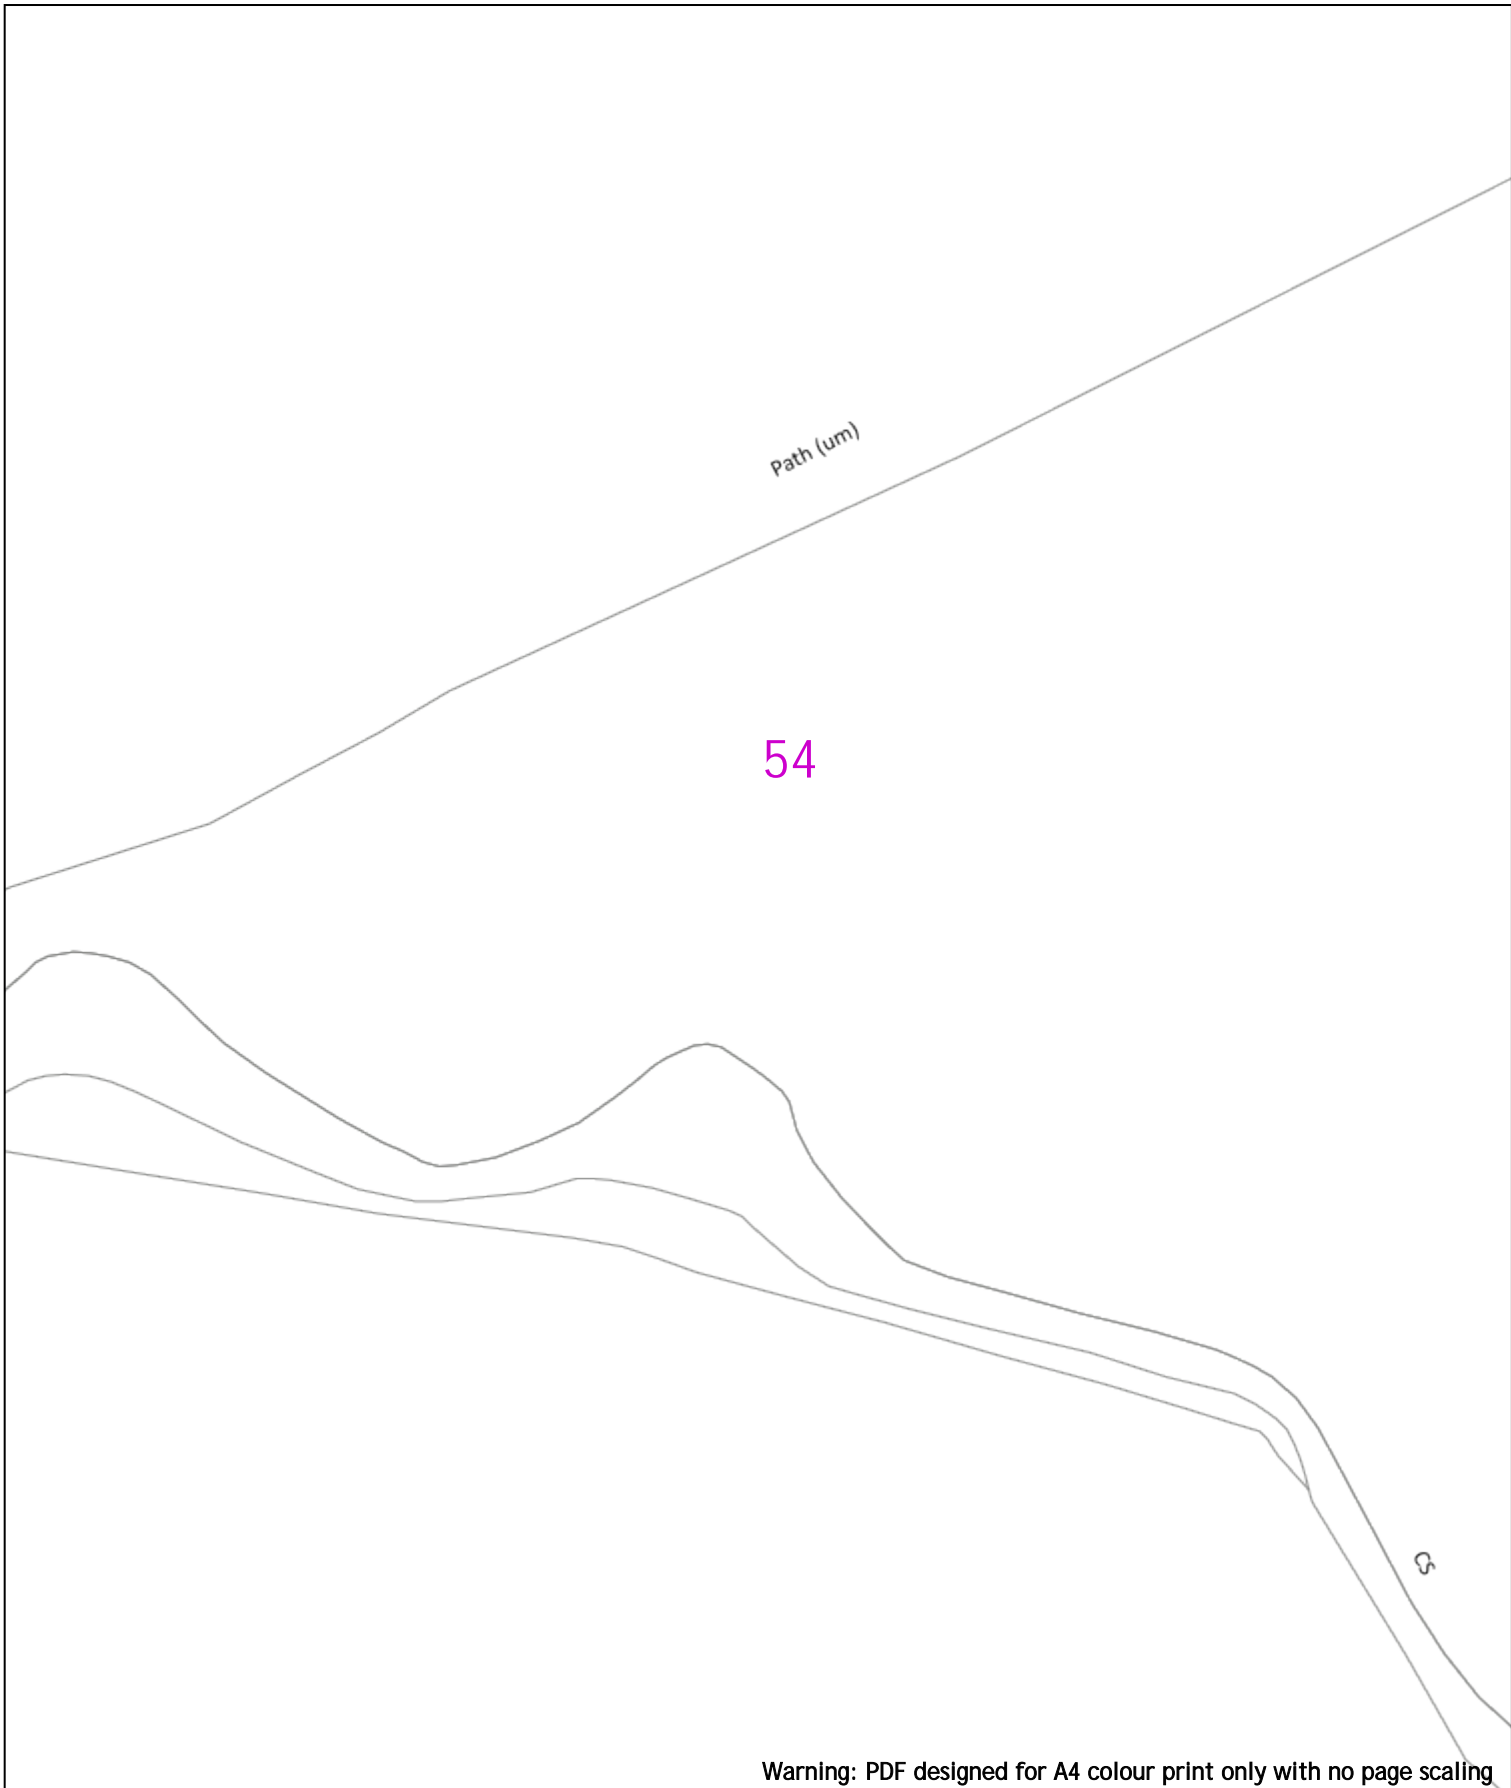 Path (um)
54
CS
Warning: PDF designed for A4 colour print only with no page scaling